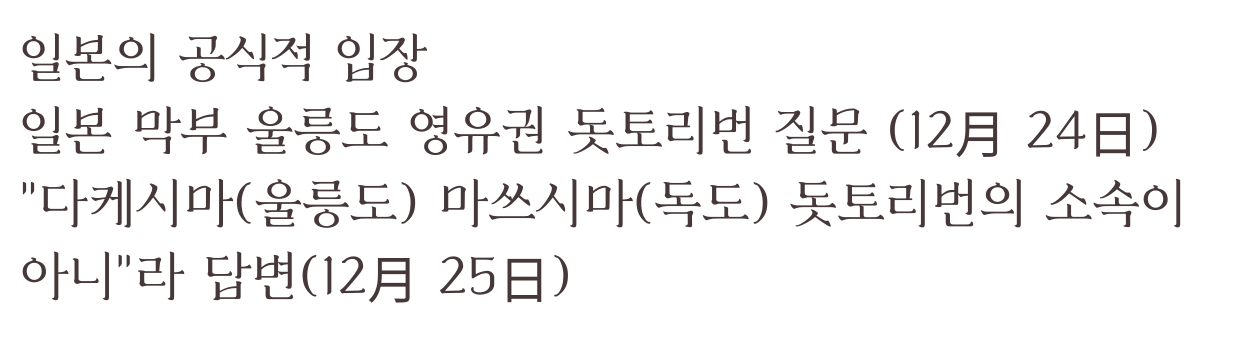 일본의 공식적 입장
일본 막부 울릉도 영유권 돗토리번 질문 (12月 24日)
"다케시마(울릉도) 마쓰시마(독도) 돗토리번의 소속이
아니"라 답변(12月 25日)